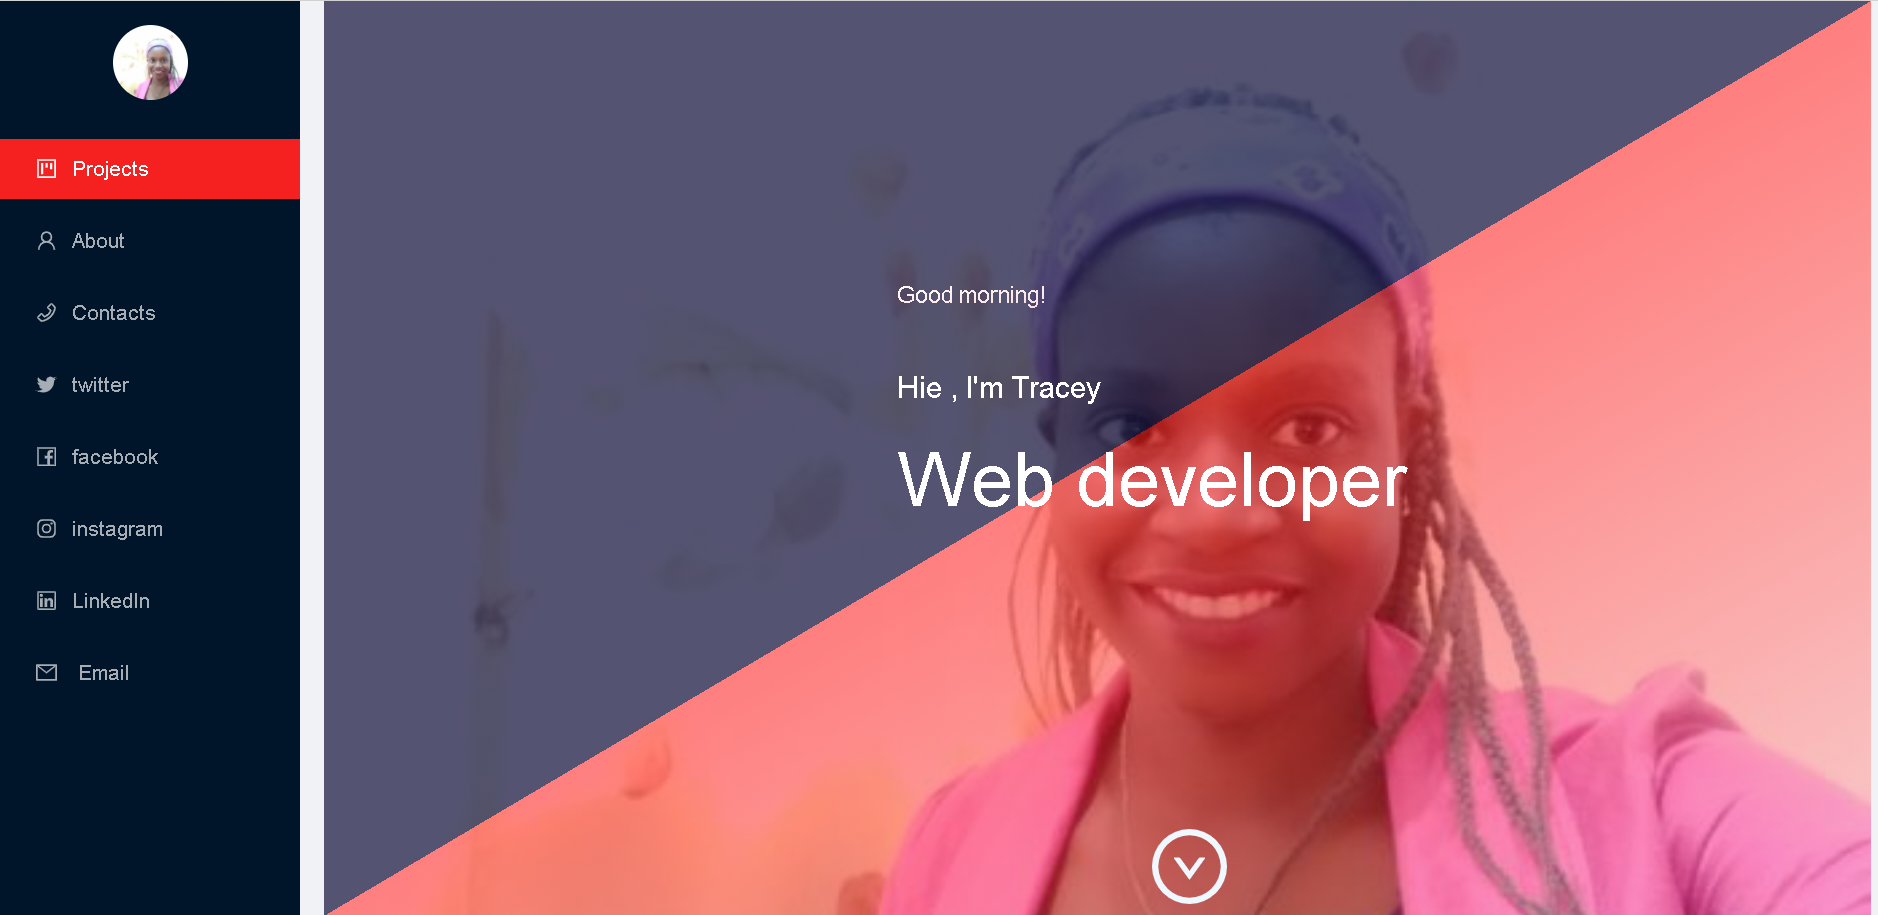 Projects
About
Contacts
twitter
facebook
instagram
LinkedIn
Email
Good morning!
Hie , I'm Tracey
Web developer